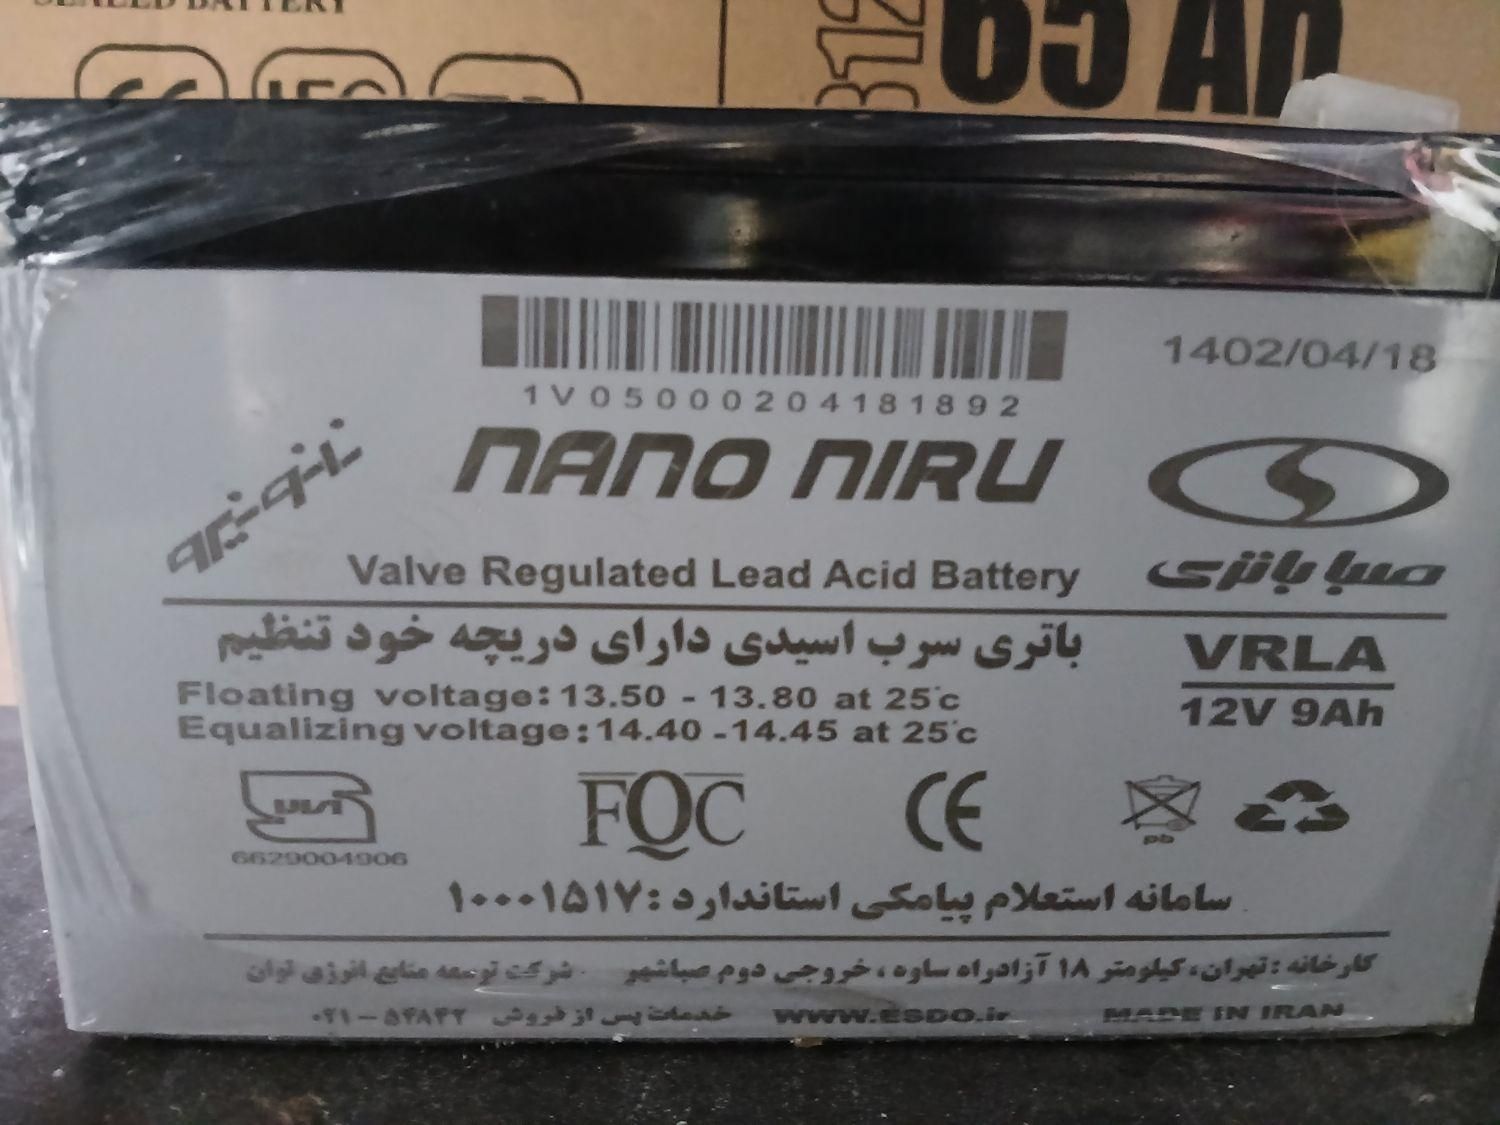 SEALED BATTERY
65 Ah
1402/04/18
1V05000204181892
نانو نیرو
NANO NIRU
صبا باتری
Valve Regulated Lead Acid Battery
باتری سرب اسیدی دارای دریچه خود تنظیم
VRLA
Floating voltage: 13.50 - 13.80 at 25°c
12V 9Ah
Equalizing voltage: 14.40 -14.45 at 25°c
FQC
CE
pb
6629004906
سامانه استعلام پیامکی استاندارد: ۱۰۰۰۱۵۱۷
کارخانه: تهران، کیلومتر ۱۸ آزادراه ساوه، خروجی دوم صباشهر شرکت توسعه منابع انرژی توان
MADE IN IRAN WWW.ESDO.ir خدمات پس از فروش ۰۲۱-۵۴۸۴۲